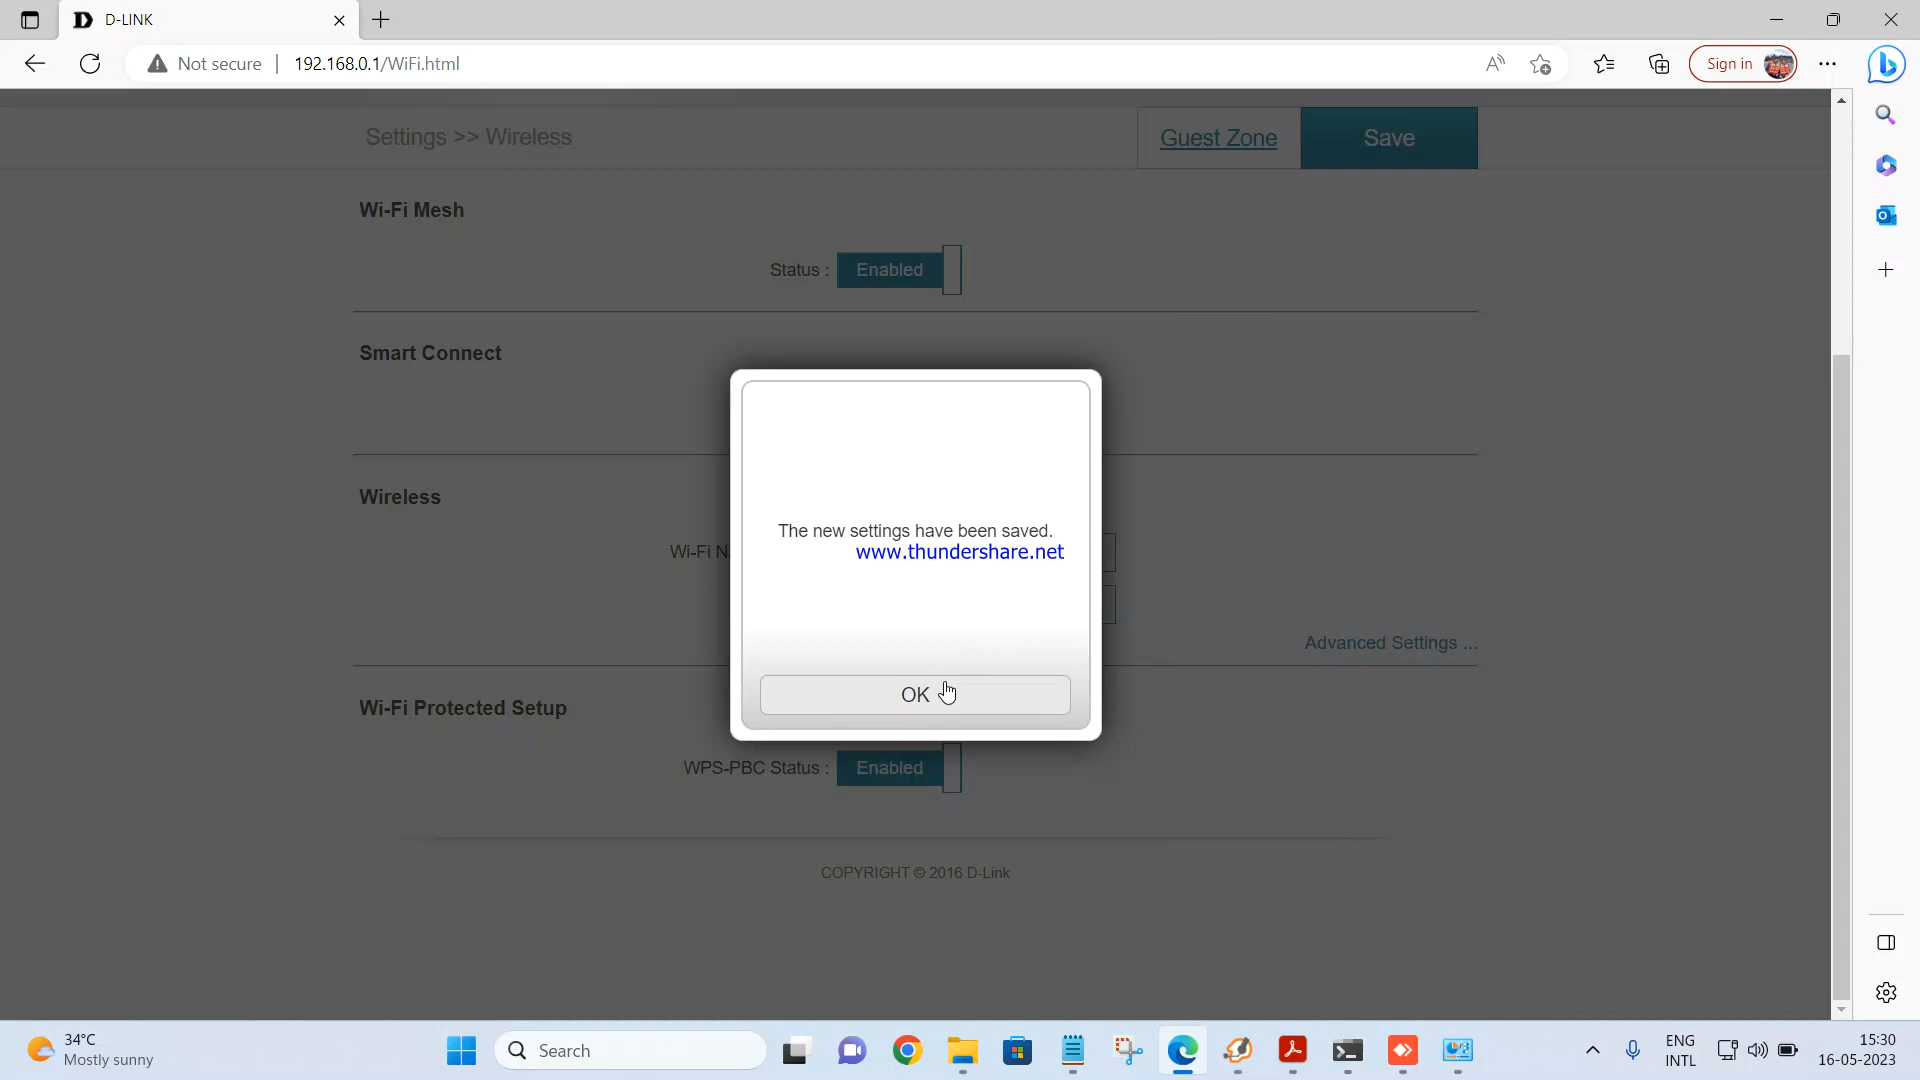 D-LINK
Not secure
192.168.0.1/WiFi.html
Sign in
Settings >> Wireless
Guest Zone
Save
Wi-Fi Mesh
Status :
Enabled
Smart Connect
Wireless
Wi-Fi N
The new settings have been saved.
www.thundershare.net
OK
Advanced Settings ...
Wi-Fi Protected Setup
WPS-PBC Status :
Enabled
COPYRIGHT © 2016 D-Link
34°C
Mostly sunny
Search
ENG
INTL
15:30
16-05-2023